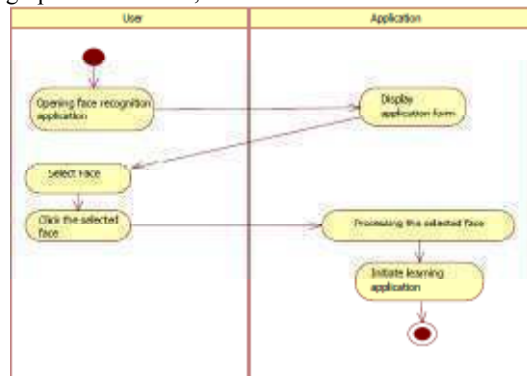 User
Application
Opening face recognition
application
Display
application form
Select Face
Click the selected
face
Processing the selected face
Initiate learning
application